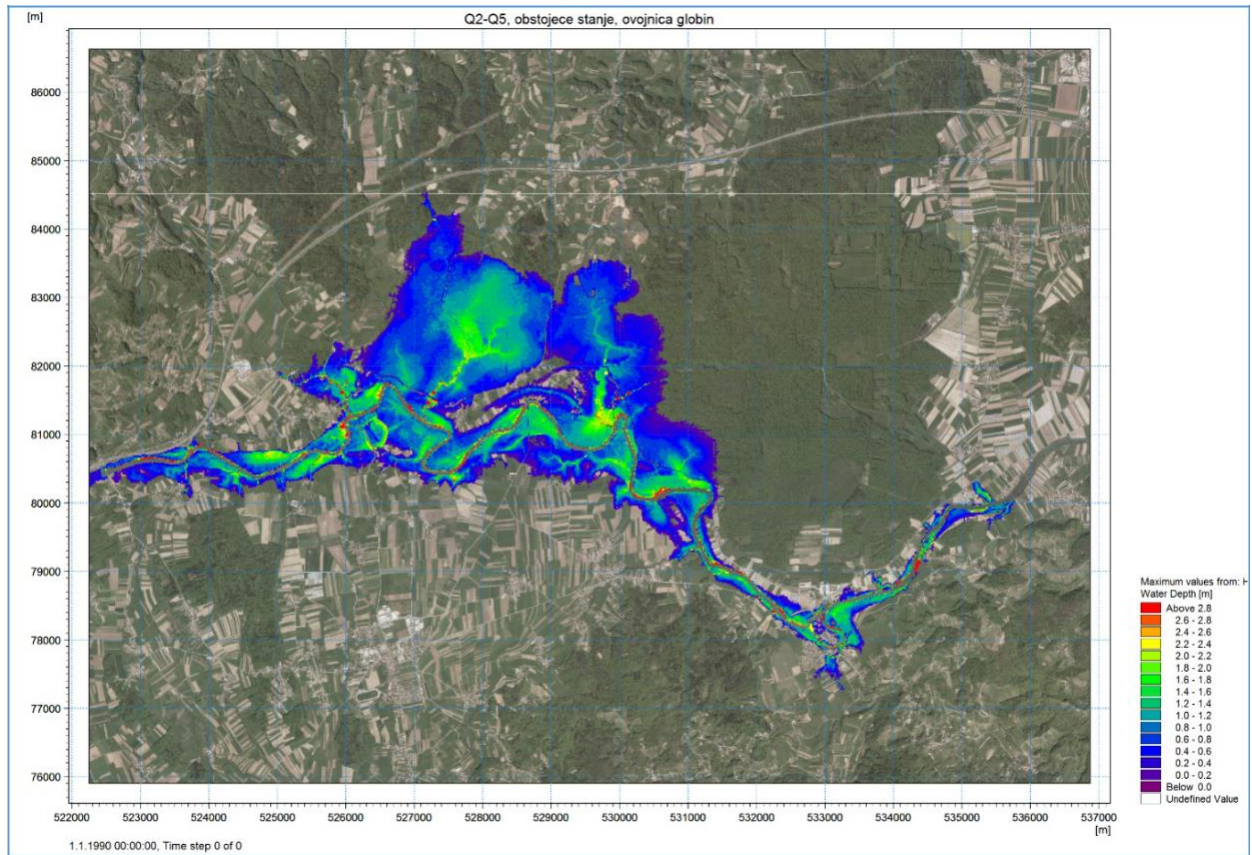 Q2-Q5, obstojece stanje, ovojnica globin
[m]
86000
85000
84000
83000
82000
81000
80000
79000
78000
77000
76000
522000 523000 524000 525000 526000 527000 528000 529000 530000 531000 532000 533000 534000 535000 536000 537000
[m]
Maximum values from: H
Water Depth [m]
Above 2.8
2.6 - 2.8
2.4 - 2.6
2.2 - 2.4
2.0 - 2.2
1.8 - 2.0
1.6 - 1.8
1.4 - 1.6
1.2 - 1.4
1.0 - 1.2
0.8 - 1.0
0.6 - 0.8
0.4 - 0.6
0.2 - 0.4
0.0 - 0.2
Below 0.0
Undefined Value
1.1.1990 00:00:00, Time step 0 of 0